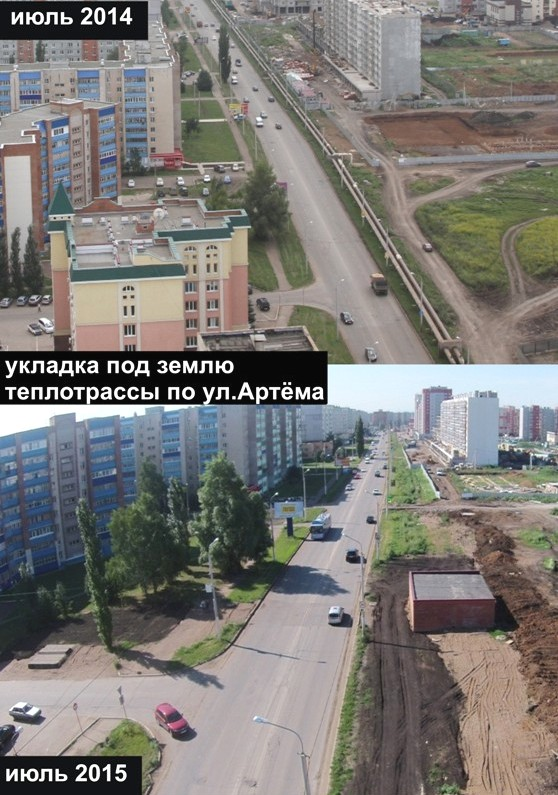 июль 2014
укладка под землю
теплотрассы по ул.Артёма
июль 2015